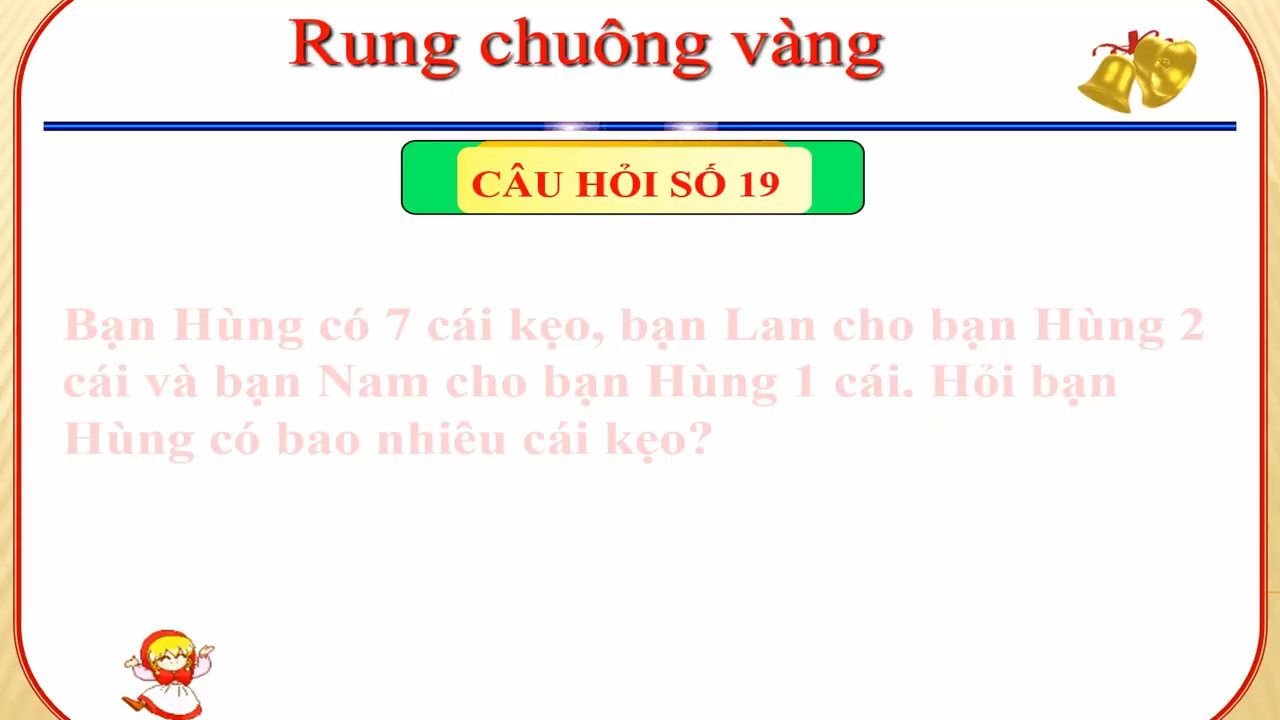 Rung chuông vàng
CÂU HỎI SỐ 19
Bạn Hùng có 7 cái kẹo, bạn Lan cho bạn Hùng 2
cái và bạn Nam cho bạn Hùng 1 cái. Hỏi bạn
Hùng có bao nhiêu cái kẹo?